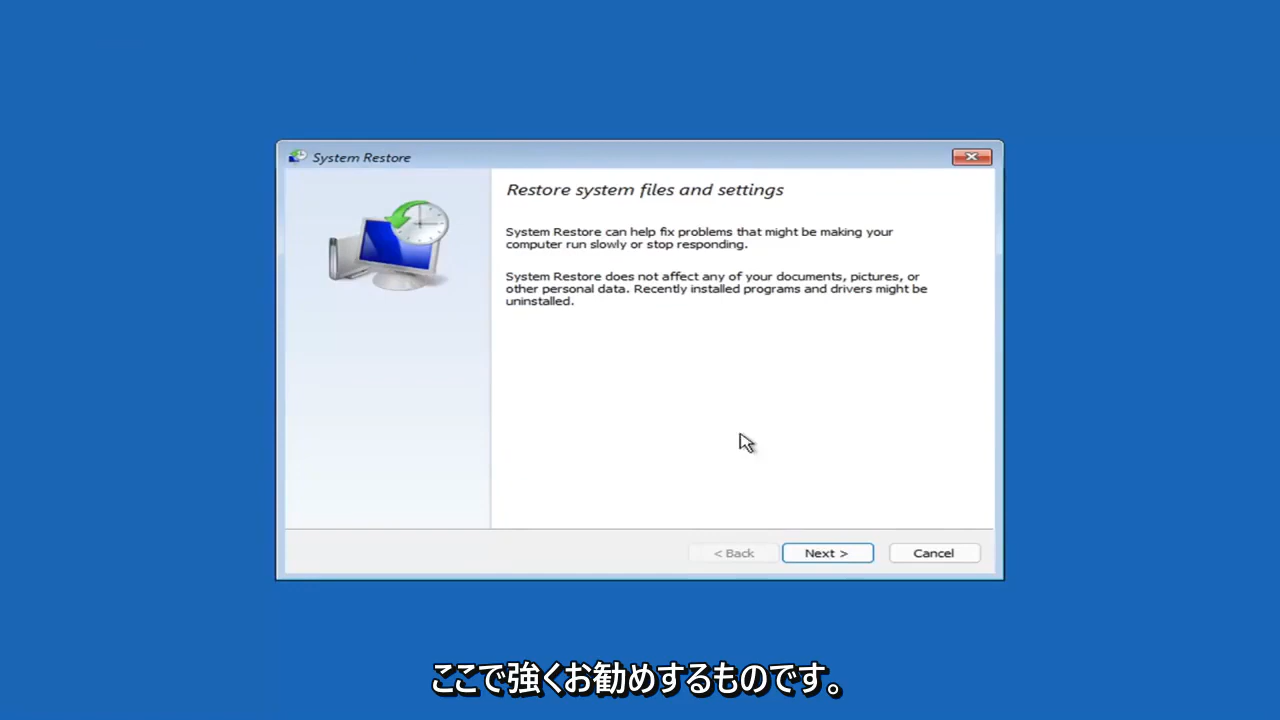 System Restore
Restore system files and settings
System Restore can help fix problems that might be making your
computer run slowly or stop responding.
System Restore does not affect any of your documents, pictures, or
other personal data. Recently installed programs and drivers might be
uninstalled.
< Back
Next >
Cancel
ここで強くお勧めするものです。